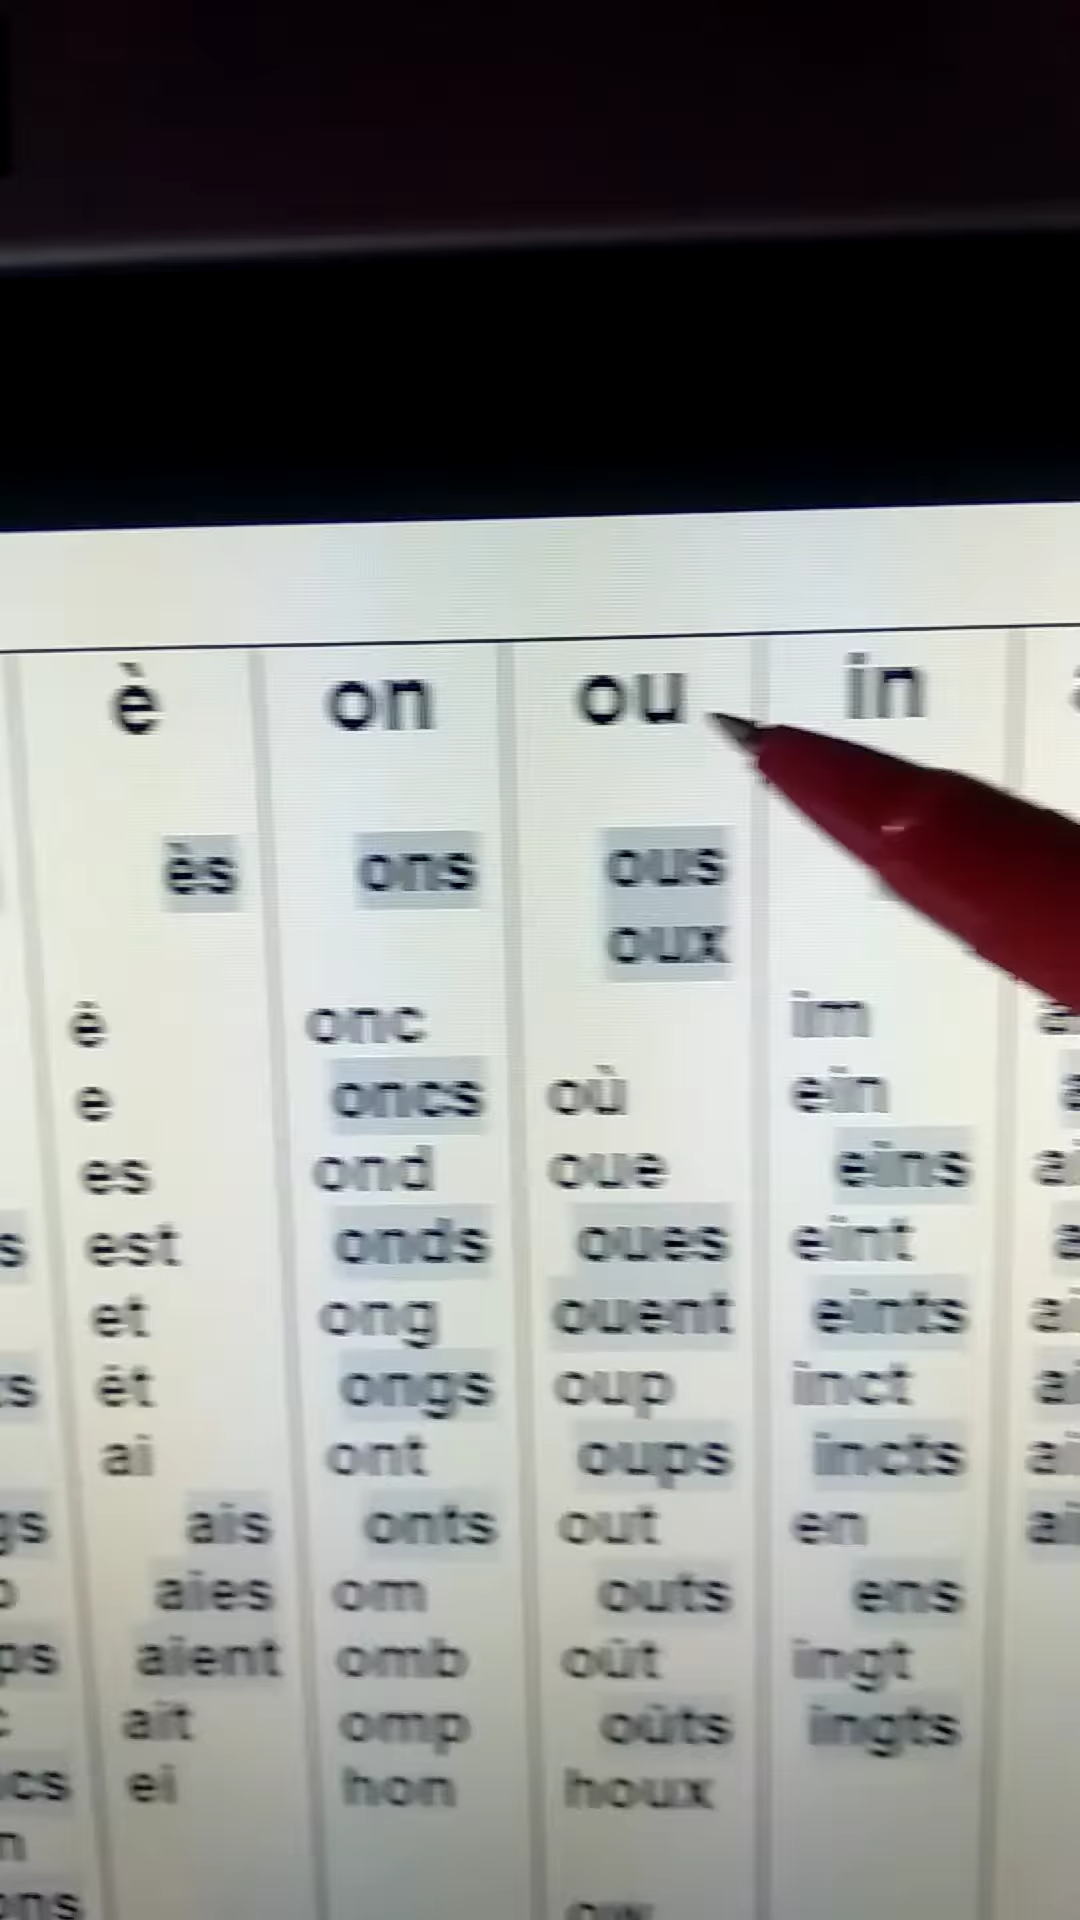 è on ou in
ès ons ous
oux
ê onc im
e oncs où ein
es ond oue eins
est onds oues eint
et ong ouent eints
êt ongs oup inct
ai ont oups incts
ais onts out en
aies om outs ens
aient omb oût ingt
ait omp oûts ingts
ei hon houx